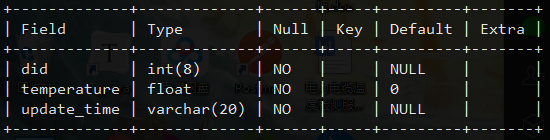 +-------------+-------------+------+-----+---------+-------+
| Field       | Type        | Null | Key | Default | Extra |
+-------------+-------------+------+-----+---------+-------+
| did         | int(8)      | NO   |     | NULL    |       |
| temperature | float       | NO   |     | 0       |       |
| update_time | varchar(20) | NO   |     | NULL    |       |
+-------------+-------------+------+-----+---------+-------+